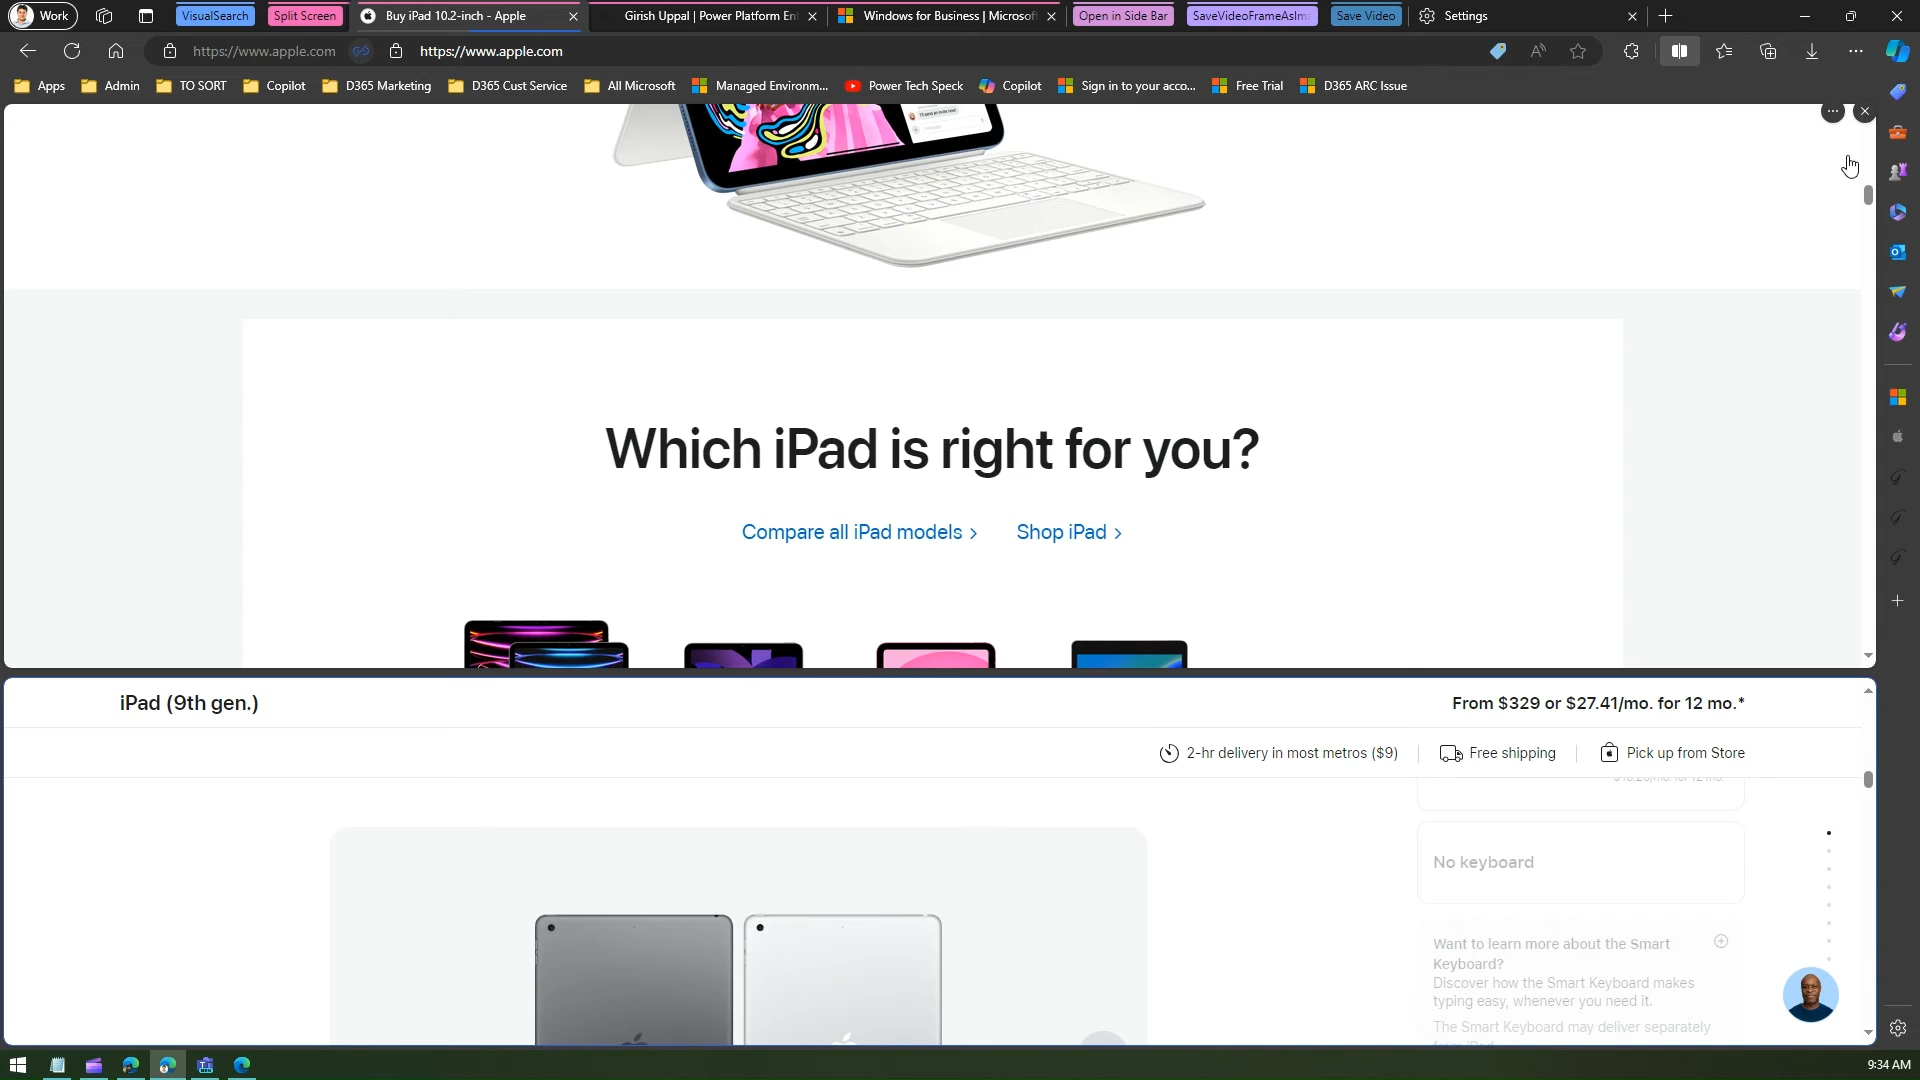 Work
VisualSearch
Split Screen
Buy iPad 10.2-inch - Apple
Girish Uppal | Power Platform En
Windows for Business | Microsof
Open in Side Bar
SaveVideoFrameAsIma
Save Video
Settings
https://www.apple.com
https://www.apple.com
Apps
Admin
TO SORT
Copilot
D365 Marketing
D365 Cust Service
All Microsoft
Managed Environm...
Power Tech Speck
Copilot
Sign in to your acco...
Free Trial
D365 ARC Issue
Which iPad is right for you?
Compare all iPad models >
Shop iPad >
iPad (9th gen.)
From $329 or $27.41/mo. for 12 mo.*
2-hr delivery in most metros ($9)
Free shipping
Pick up from Store
No keyboard
Want to learn more about the Smart
Keyboard?
Discover how the Smart Keyboard makes
typing easy, whenever you need it.
The Smart Keyboard may deliver separately
9:34 AM